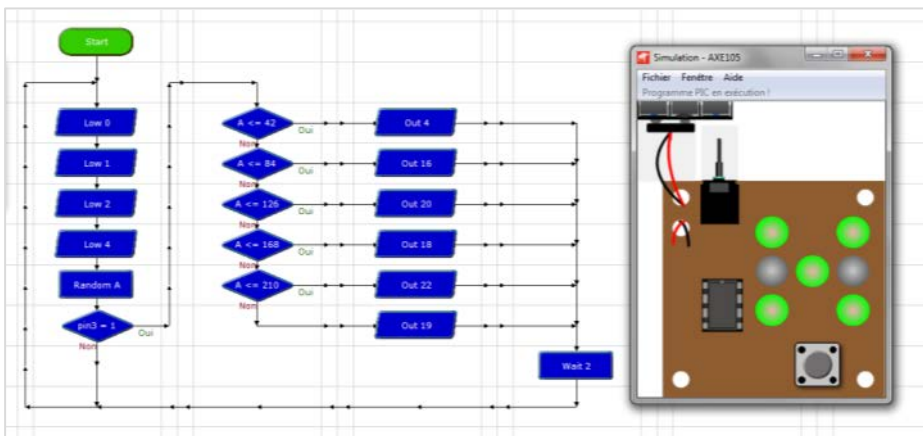 Start
Low 0
Low 1
Low 2
Low 4
Random A
pin3 = 1
Oui
Non
A <= 42
Oui
Non
A <= 84
Oui
Non
A <= 126
Oui
Non
A <= 168
Oui
Non
A <= 210
Oui
Non
Out 4
Out 16
Out 20
Out 18
Out 22
Out 19
Wait 2
Simulation - AXE105
Fichier Fenêtre Aide
Programme PIC en exécution !